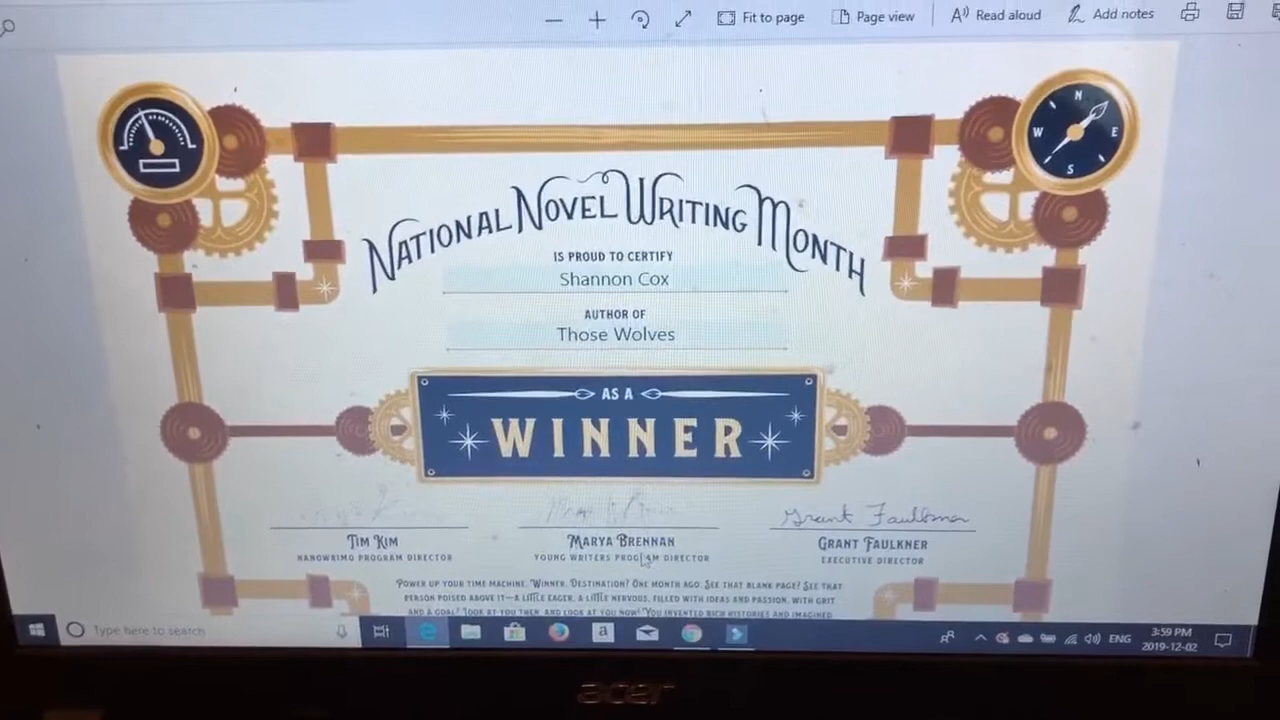 Fit to page
Page view
Read aloud
Add notes
N
W E
S
NATIONAL NOVEL WRITING MONTH
IS PROUD TO CERTIFY
Shannon Cox
AUTHOR OF
Those Wolves
AS A
WINNER
Grant Faulkner
TIM KIM
MARYA BRENNAN
GRANT FAULKNER
NANOWRIMO PROGRAM DIRECTOR
YOUNG WRITERS PROGRAM DIRECTOR
EXECUTIVE DIRECTOR
POWER UP YOUR TIME MACHINE, WINNER. DESTINATION? ONE MONTH AGO. SEE THAT BLANK PAGE? SEE THAT
PERSON POISED ABOVE IT—A LITTLE EAGER, A LITTLE NERVOUS, FILLED WITH IDEAS AND PASSION, WITH GRIT
AND A GOAL? LOOK AT YOU THEN, AND LOOK AT YOU NOW! YOU INVENTED RICH HISTORIES AND IMAGINED
Type here to search
a
ENG
3:59 PM
2019-12-02
acer